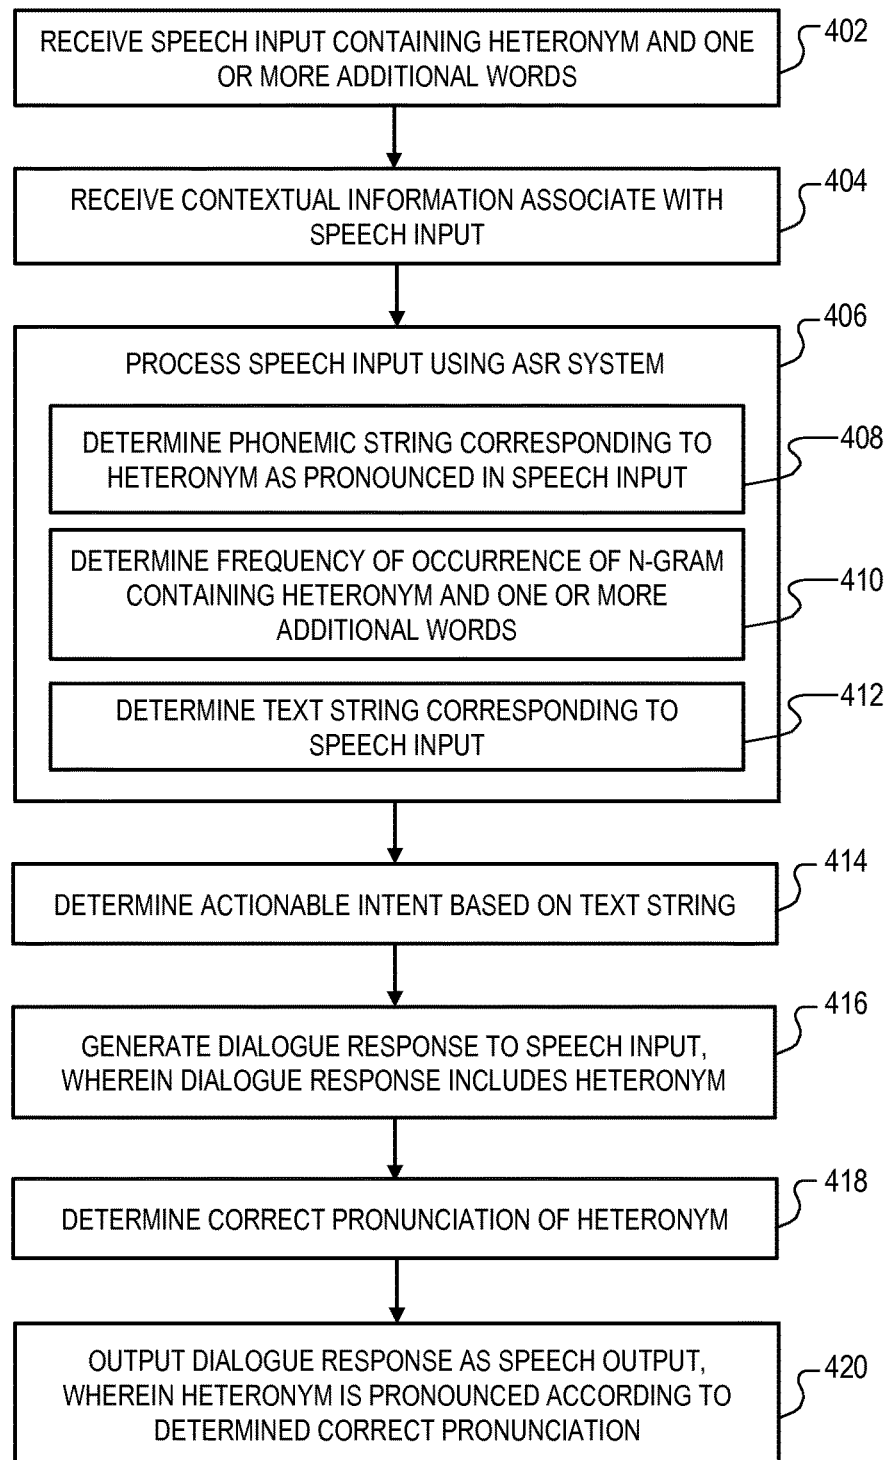 RECEIVE SPEECH INPUT CONTAINING HETERONYM AND ONE
OR MORE ADDITIONAL WORDS
402
RECEIVE CONTEXTUAL INFORMATION ASSOCIATE WITH
SPEECH INPUT
404
406
PROCESS SPEECH INPUT USING ASR SYSTEM
DETERMINE PHONEMIC STRING CORRESPONDING TO
HETERONYM AS PRONOUNCED IN SPEECH INPUT
408
DETERMINE FREQUENCY OF OCCURRENCE OF N-GRAM
CONTAINING HETERONYM AND ONE OR MORE
ADDITIONAL WORDS
410
DETERMINE TEXT STRING CORRESPONDING TO
SPEECH INPUT
412
DETERMINE ACTIONABLE INTENT BASED ON TEXT STRING
414
GENERATE DIALOGUE RESPONSE TO SPEECH INPUT,
WHEREIN DIALOGUE RESPONSE INCLUDES HETERONYM
416
DETERMINE CORRECT PRONUNCIATION OF HETERONYM
418
OUTPUT DIALOGUE RESPONSE AS SPEECH OUTPUT,
WHEREIN HETERONYM IS PRONOUNCED ACCORDING TO
DETERMINED CORRECT PRONUNCIATION
420